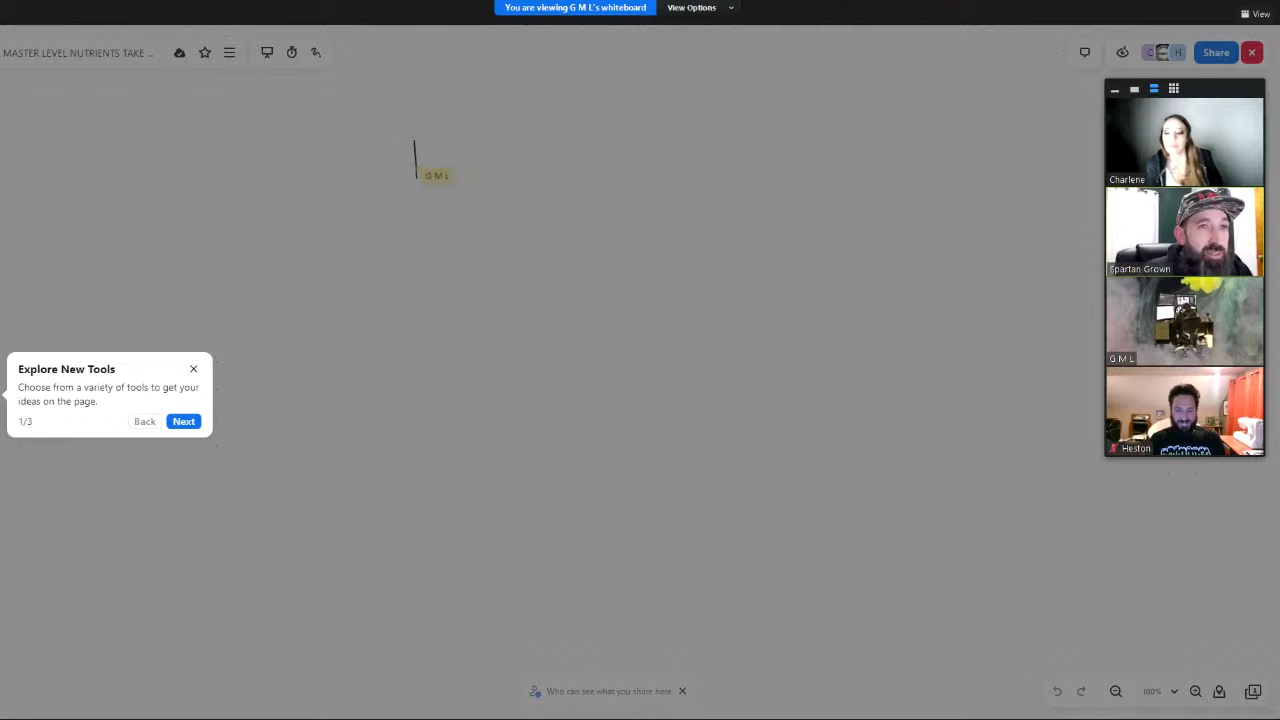 You are viewing G M L's whiteboard
View Options
View
MASTER LEVEL NUTRIENTS TAKE ...
C
H
Share
G M L
Charlene
Spartan Grown
G M L
Heston
Explore New Tools
Choose from a variety of tools to get your
ideas on the page.
1/3
Back
Next
Who can see what you share here
100%